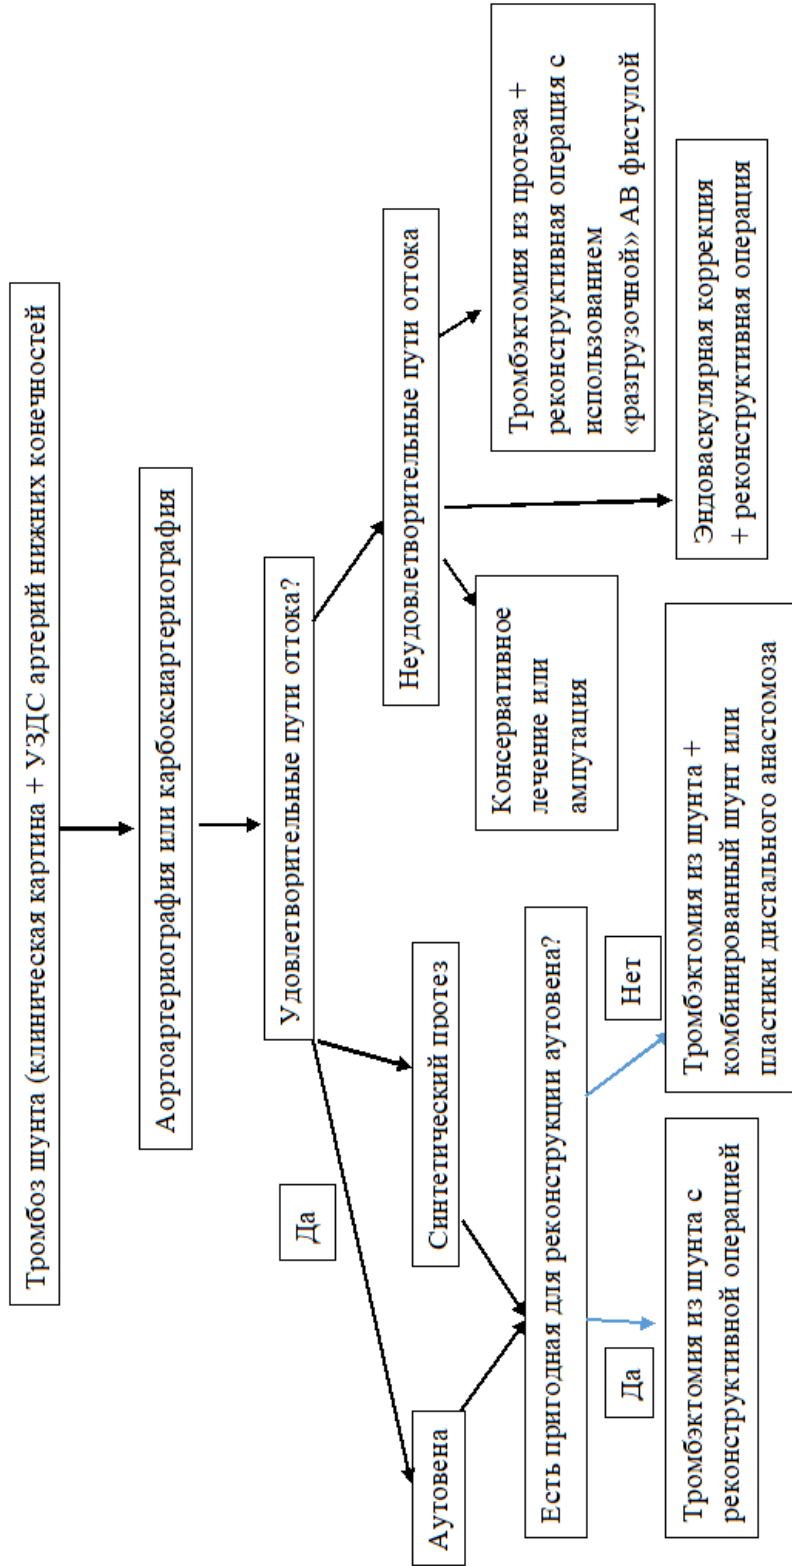 Тромбоз шунта (клиническая картина + УЗДС артерий нижних конечностей
Аортоартериография или карбоксиартериография
Удовлетворительные пути оттока?
Да
Неудовлетворительные пути оттока
Аутовена
Синтетический протез
Консервативное
лечение или
ампутация
Тромбэктомия из протеза +
реконструктивная операция с
использованием
«разгрузочной» АВ фистулой
Есть пригодная для реконструкции аутовена?
Да
Нет
Тромбэктомия из шунта с
реконструктивной операцией
Тромбэктомия из шунта +
комбинированный шунт или
пластики дистального анастомоза
Эндоваскулярная коррекция
+ реконструктивная операция